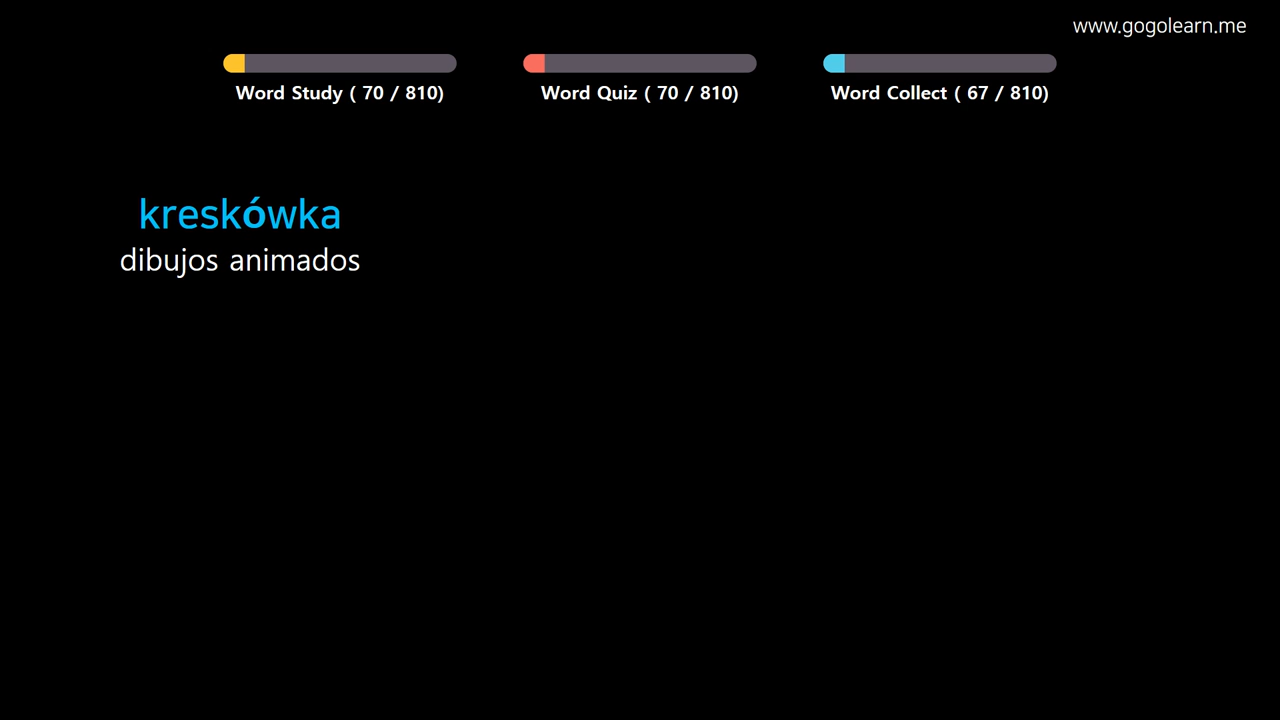 www.gogolearn.me
Word Study ( 70 / 810)
Word Quiz ( 70 / 810)
Word Collect ( 67 / 810)
kreskówka
dibujos animados